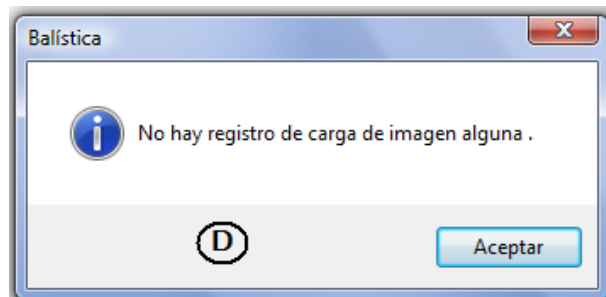 Balística
No hay registro de carga de imagen alguna .
D
Aceptar